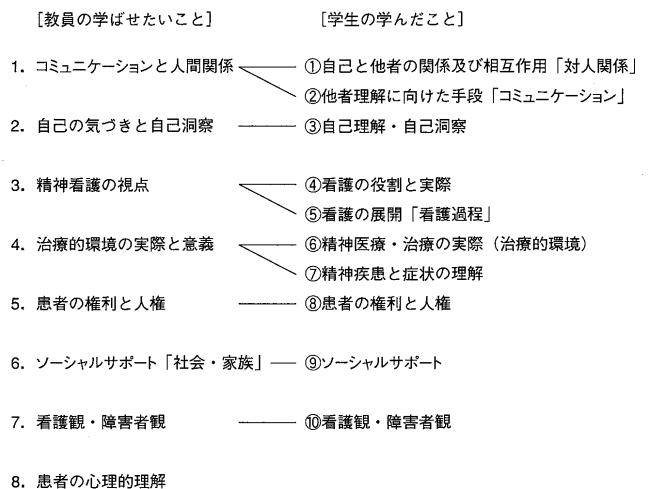 [教員の学ばせたいこと] [学生の学んだこと]
1. コミュニケーションと人間関係 ①自己と他者の関係及び相互作用「対人関係」
②他者理解に向けた手段「コミュニケーション」
2. 自己の気づきと自己洞察 ③自己理解・自己洞察
3. 精神看護の視点 ④看護の役割と実際
⑤看護の展開「看護過程」
4. 治療的環境の実際と意義 ⑥精神医療・治療の実際(治療的環境)
⑦精神疾患と症状の理解
5. 患者の権利と人権 ⑧患者の権利と人権
6. ソーシャルサポート「社会・家族」 ⑨ソーシャルサポート
7. 看護観・障害者観 ⑩看護観・障害者観
8. 患者の心理的理解